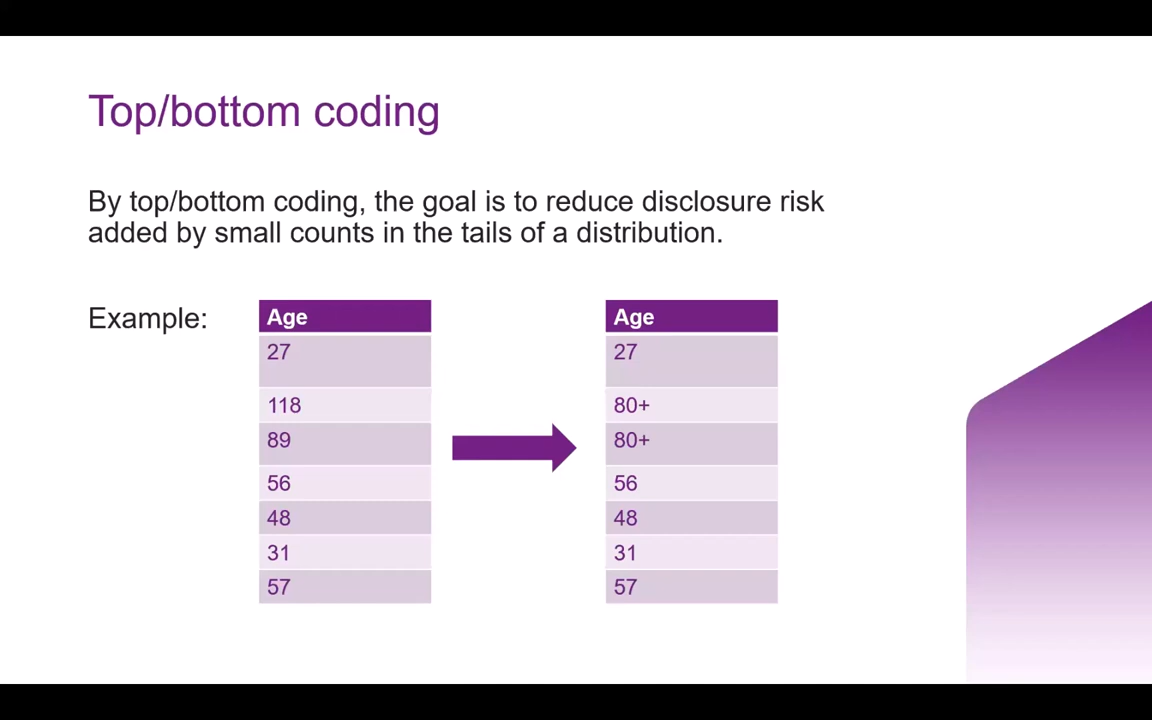 Top/bottom coding
By top/bottom coding, the goal is to reduce disclosure risk
added by small counts in the tails of a distribution.
Example:
Age
27
118
89
56
48
31
57
Age
27
80+
80+
56
48
31
57